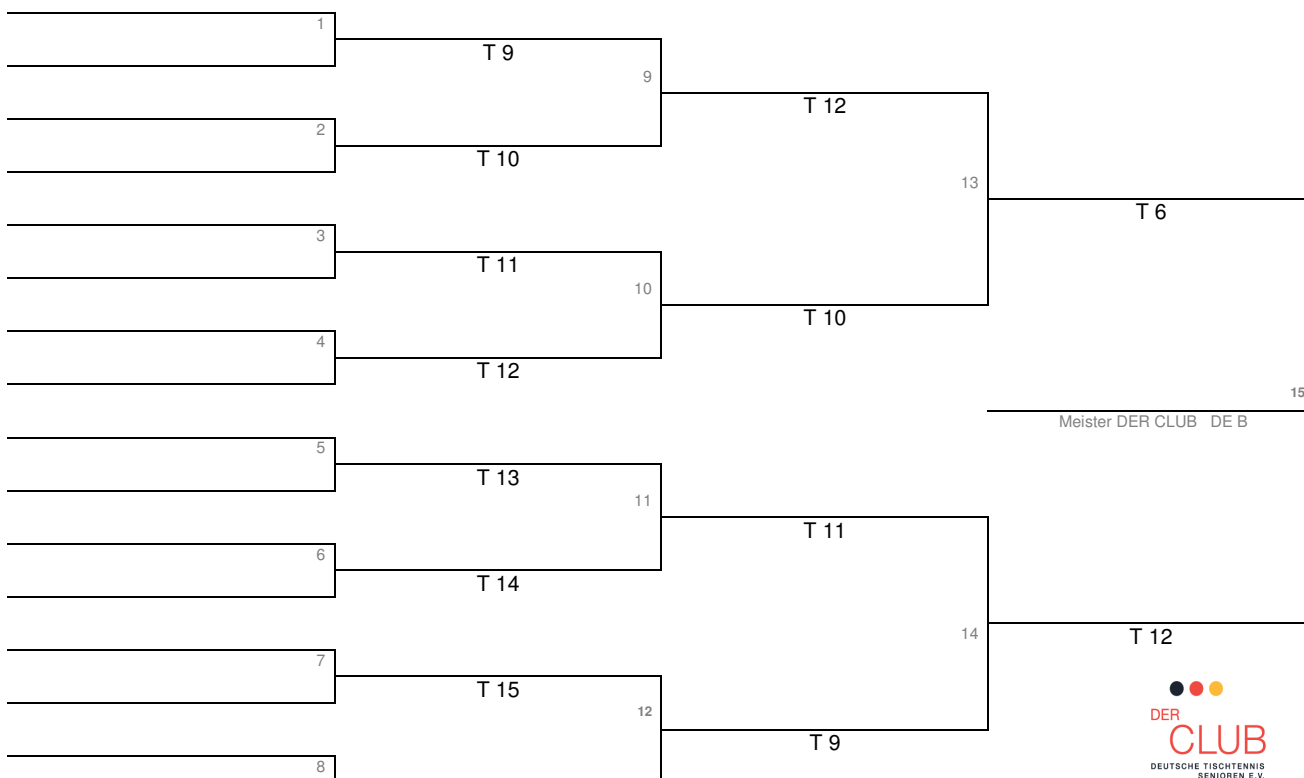 1
T 9
9
T 12
2
T 10
13
T 6
3
T 11
10
T 10
4
T 12
15
Meister DER CLUB DE B
5
T 13
11
T 11
6
T 14
14
T 12
7
T 15
12
T 9
8
DER
CLUB
DEUTSCHE TISCHTENNIS
SENIOREN E.V.